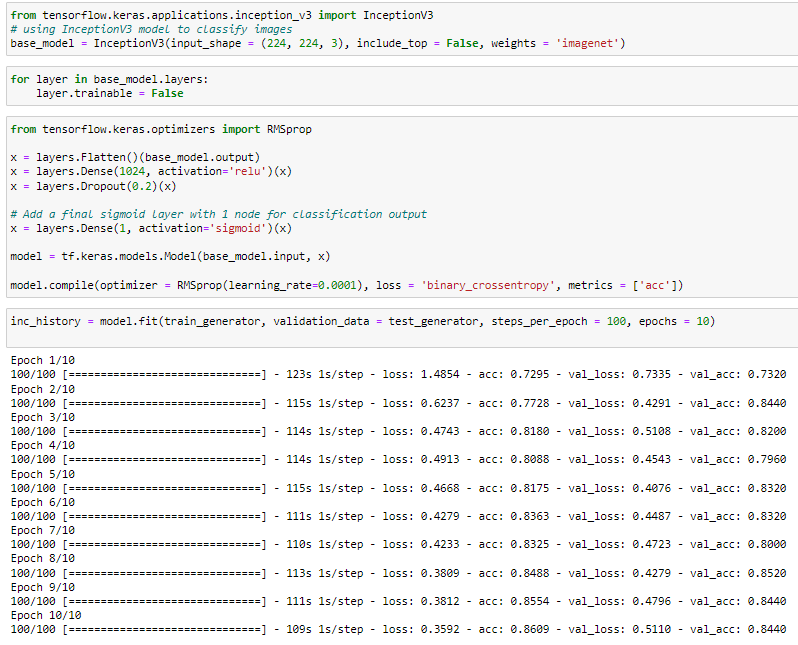 from tensorflow.keras.applications.inception_v3 import InceptionV3
# using InceptionV3 model to classify images
base_model = InceptionV3(input_shape = (224, 224, 3), include_top = False, weights = 'imagenet')
for layer in base_model.layers:
    layer.trainable = False
from tensorflow.keras.optimizers import RMSprop
x = layers.Flatten()(base_model.output)
x = layers.Dense(1024, activation='relu')(x)
x = layers.Dropout(0.2)(x)
# Add a final sigmoid layer with 1 node for classification output
x = layers.Dense(1, activation='sigmoid')(x)
model = tf.keras.models.Model(base_model.input, x)
model.compile(optimizer = RMSprop(learning_rate=0.0001), loss = 'binary_crossentropy', metrics = ['acc'])
inc_history = model.fit(train_generator, validation_data = test_generator, steps_per_epoch = 100, epochs = 10)
Epoch 1/10
100/100 [==============================] - 123s 1s/step - loss: 1.4854 - acc: 0.7295 - val_loss: 0.7335 - val_acc: 0.7320
Epoch 2/10
100/100 [==============================] - 115s 1s/step - loss: 0.6237 - acc: 0.7728 - val_loss: 0.4291 - val_acc: 0.8440
Epoch 3/10
100/100 [==============================] - 114s 1s/step - loss: 0.4743 - acc: 0.8180 - val_loss: 0.5108 - val_acc: 0.8200
Epoch 4/10
100/100 [==============================] - 114s 1s/step - loss: 0.4913 - acc: 0.8088 - val_loss: 0.4543 - val_acc: 0.7960
Epoch 5/10
100/100 [==============================] - 115s 1s/step - loss: 0.4668 - acc: 0.8175 - val_loss: 0.4076 - val_acc: 0.8320
Epoch 6/10
100/100 [==============================] - 111s 1s/step - loss: 0.4279 - acc: 0.8363 - val_loss: 0.4487 - val_acc: 0.8320
Epoch 7/10
100/100 [==============================] - 110s 1s/step - loss: 0.4233 - acc: 0.8325 - val_loss: 0.4723 - val_acc: 0.8000
Epoch 8/10
100/100 [==============================] - 113s 1s/step - loss: 0.3809 - acc: 0.8488 - val_loss: 0.4279 - val_acc: 0.8520
Epoch 9/10
100/100 [==============================] - 111s 1s/step - loss: 0.3812 - acc: 0.8554 - val_loss: 0.4796 - val_acc: 0.8440
Epoch 10/10
100/100 [==============================] - 109s 1s/step - loss: 0.3592 - acc: 0.8609 - val_loss: 0.5110 - val_acc: 0.8440